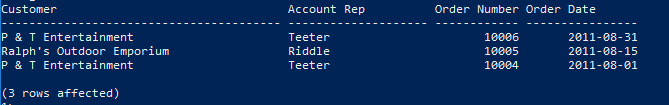 Customer Account Rep Order Number Order Date
---------------------------------------- -------------------- ------------ ----------------
P & T Entertainment Teeter 10006 2011-08-31
Ralph's Outdoor Emporium Riddle 10005 2011-08-15
P & T Entertainment Teeter 10004 2011-08-01
(3 rows affected)